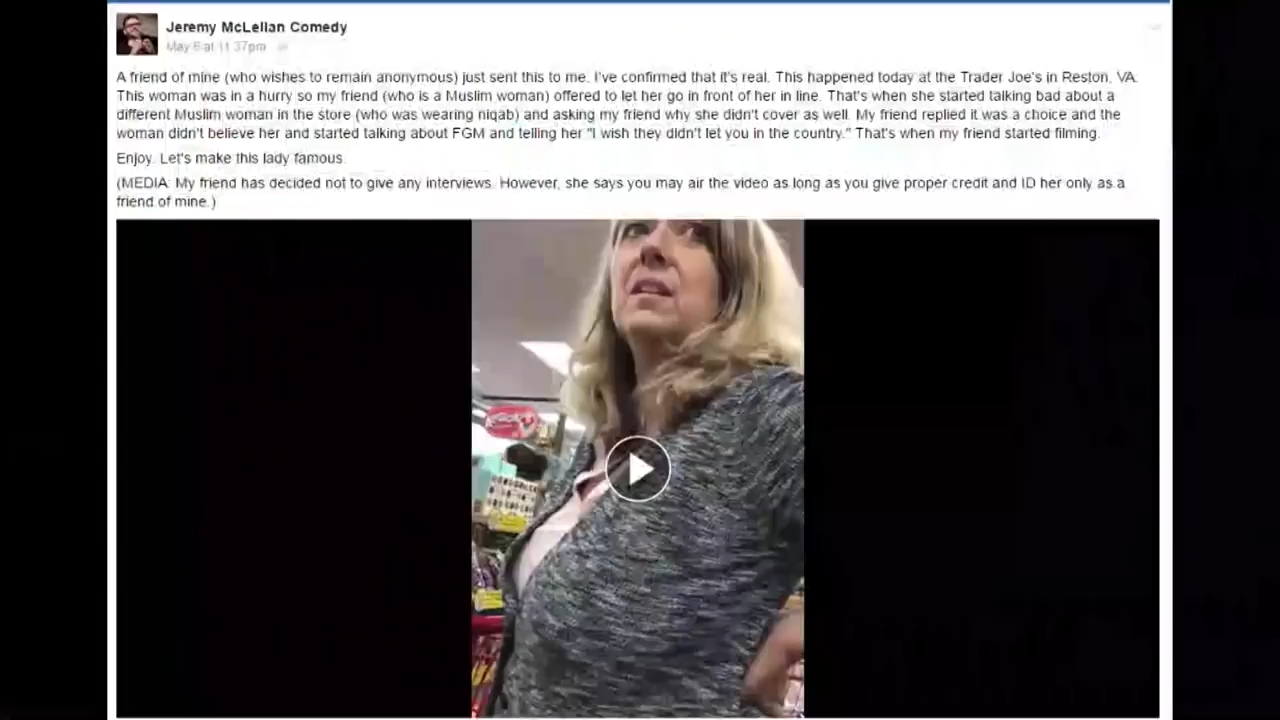 Jeremy McLellan Comedy
May 6 at 11:37pm
A friend of mine (who wishes to remain anonymous) just sent this to me. I've confirmed that it's real. This happened today at the Trader Joe's in Reston, VA.
This woman was in a hurry so my friend (who is a Muslim woman) offered to let her go in front of her in line. That's when she started talking bad about a
different Muslim woman in the store (who was wearing niqab) and asking my friend why she didn't cover as well. My friend replied it was a choice and the
woman didn't believe her and started talking about FGM and telling her "I wish they didn't let you in the country." That's when my friend started filming.
Enjoy. Let's make this lady famous.
(MEDIA: My friend has decided not to give any interviews. However, she says you may air the video as long as you give proper credit and ID her only as a
friend of mine.)